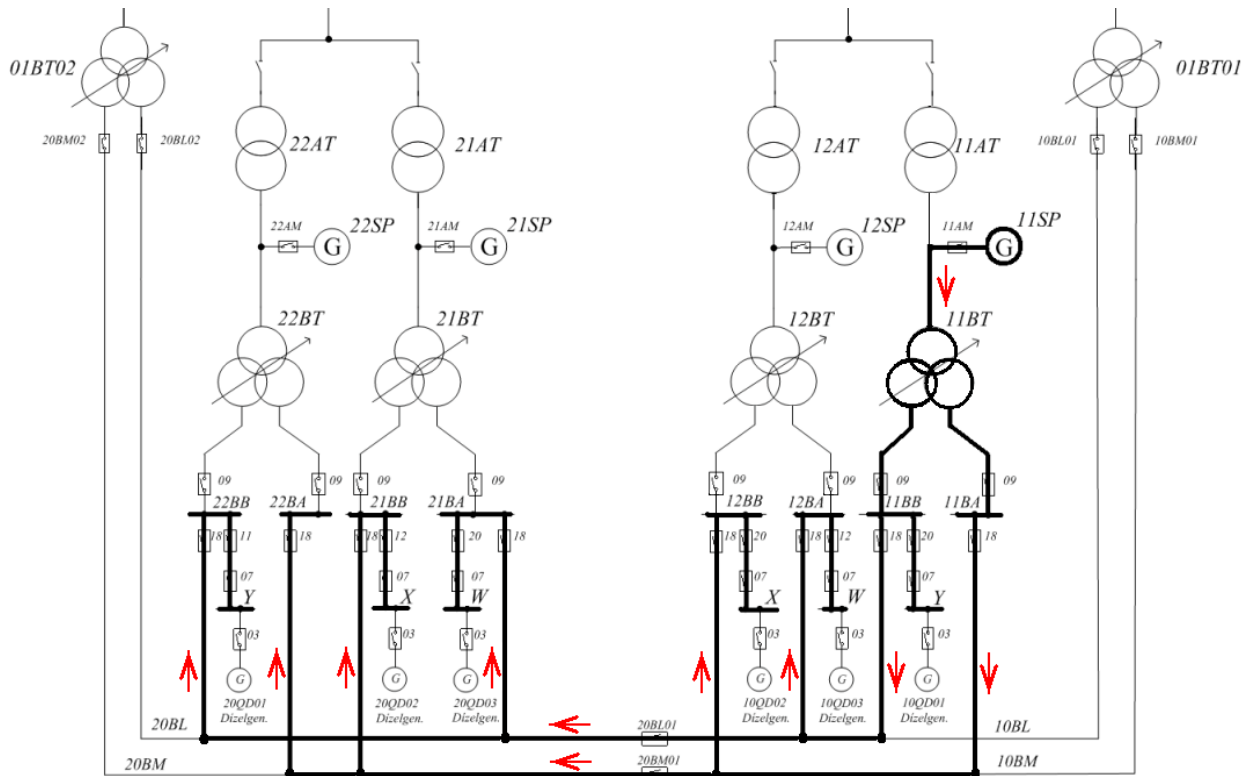 01BT02
01BT01
20BM02
20BL02
22AT
21AT
12AT
11AT
10BL01
10BM01
22AM
22SP
G
21AM
21SP
G
12AM
12SP
G
11AM
11SP
G
22BT
21BT
12BT
11BT
09
09
09
09
09
09
09
09
22BB
22BA
21BB
21BA
12BB
12BA
11BB
11BA
18
11
18
18
12
20
18
18
20
18
12
18
20
18
07
07
07
07
07
07
Y
X
W
X
W
Y
03
03
03
03
03
03
G
G
G
G
G
G
20QD01
Dizelgen.
20QD02
Dizelgen.
20QD03
Dizelgen.
10QD02
Dizelgen.
10QD03
Dizelgen.
10QD01
Dizelgen.
20BL
20BL01
10BL
20BM
20BM01
10BM